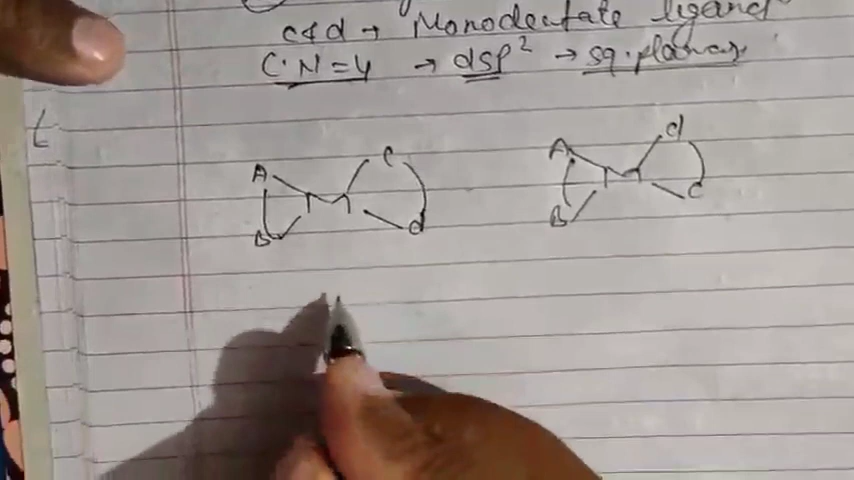 c & d → Monodentate ligand
C.N = 4 → dsp² → sq. planar.
A M C
B d
A M d
B C